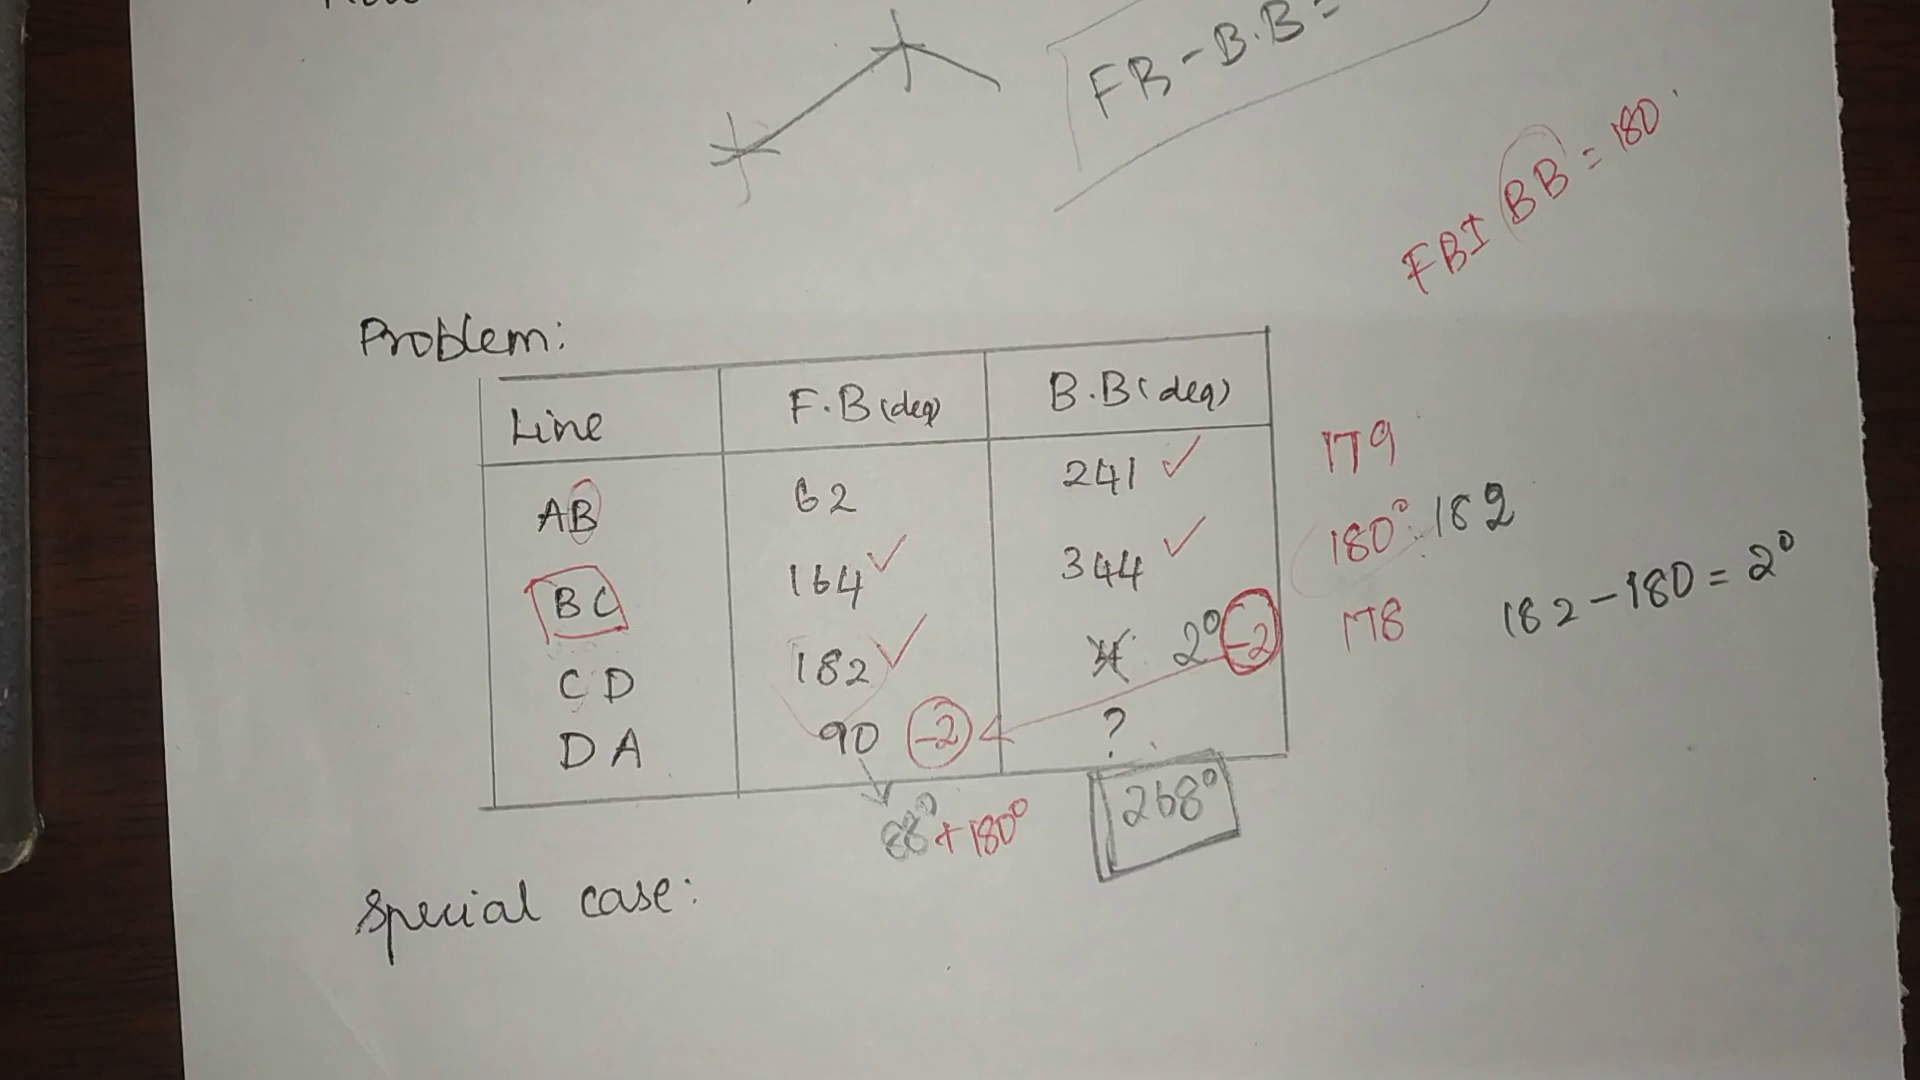 FB - B.B =
FB ± BB = 180
Problem:
Line F.B (deg) B.B (deg)
AB 62 241 ✓ 179
BC 164 ✓ 344 ✓ 180° 182
CD 182 ✓ 2° -2 178 182 - 180 = 2°
DA 90 -2 ?
88° + 180° 268°
Special case: